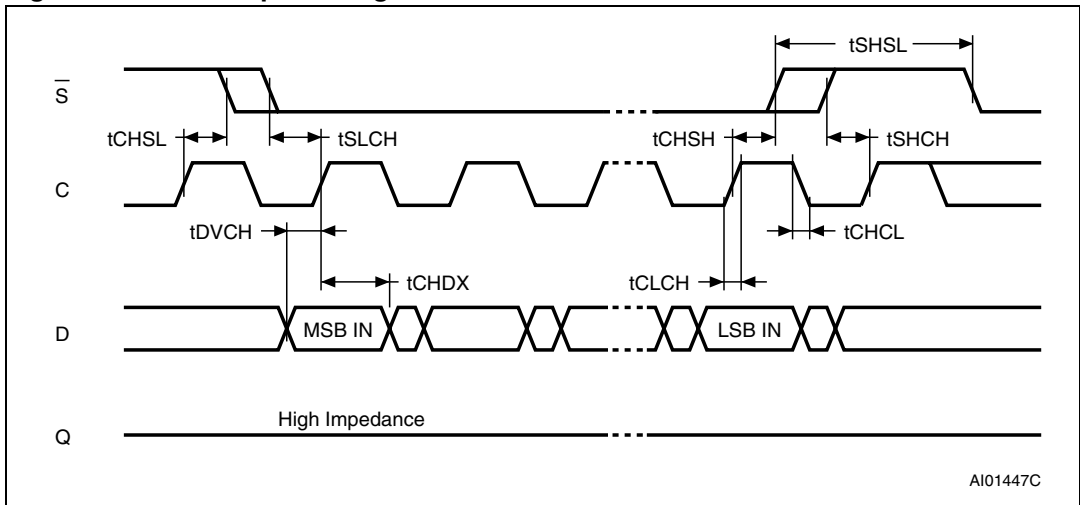 tSHSL
S
tCHSL
tSLCH
tCHSH
tSHCH
C
tDVCH
tCHCL
tCHDX
tCLCH
D
MSB IN
LSB IN
High Impedance
Q
AI01447C